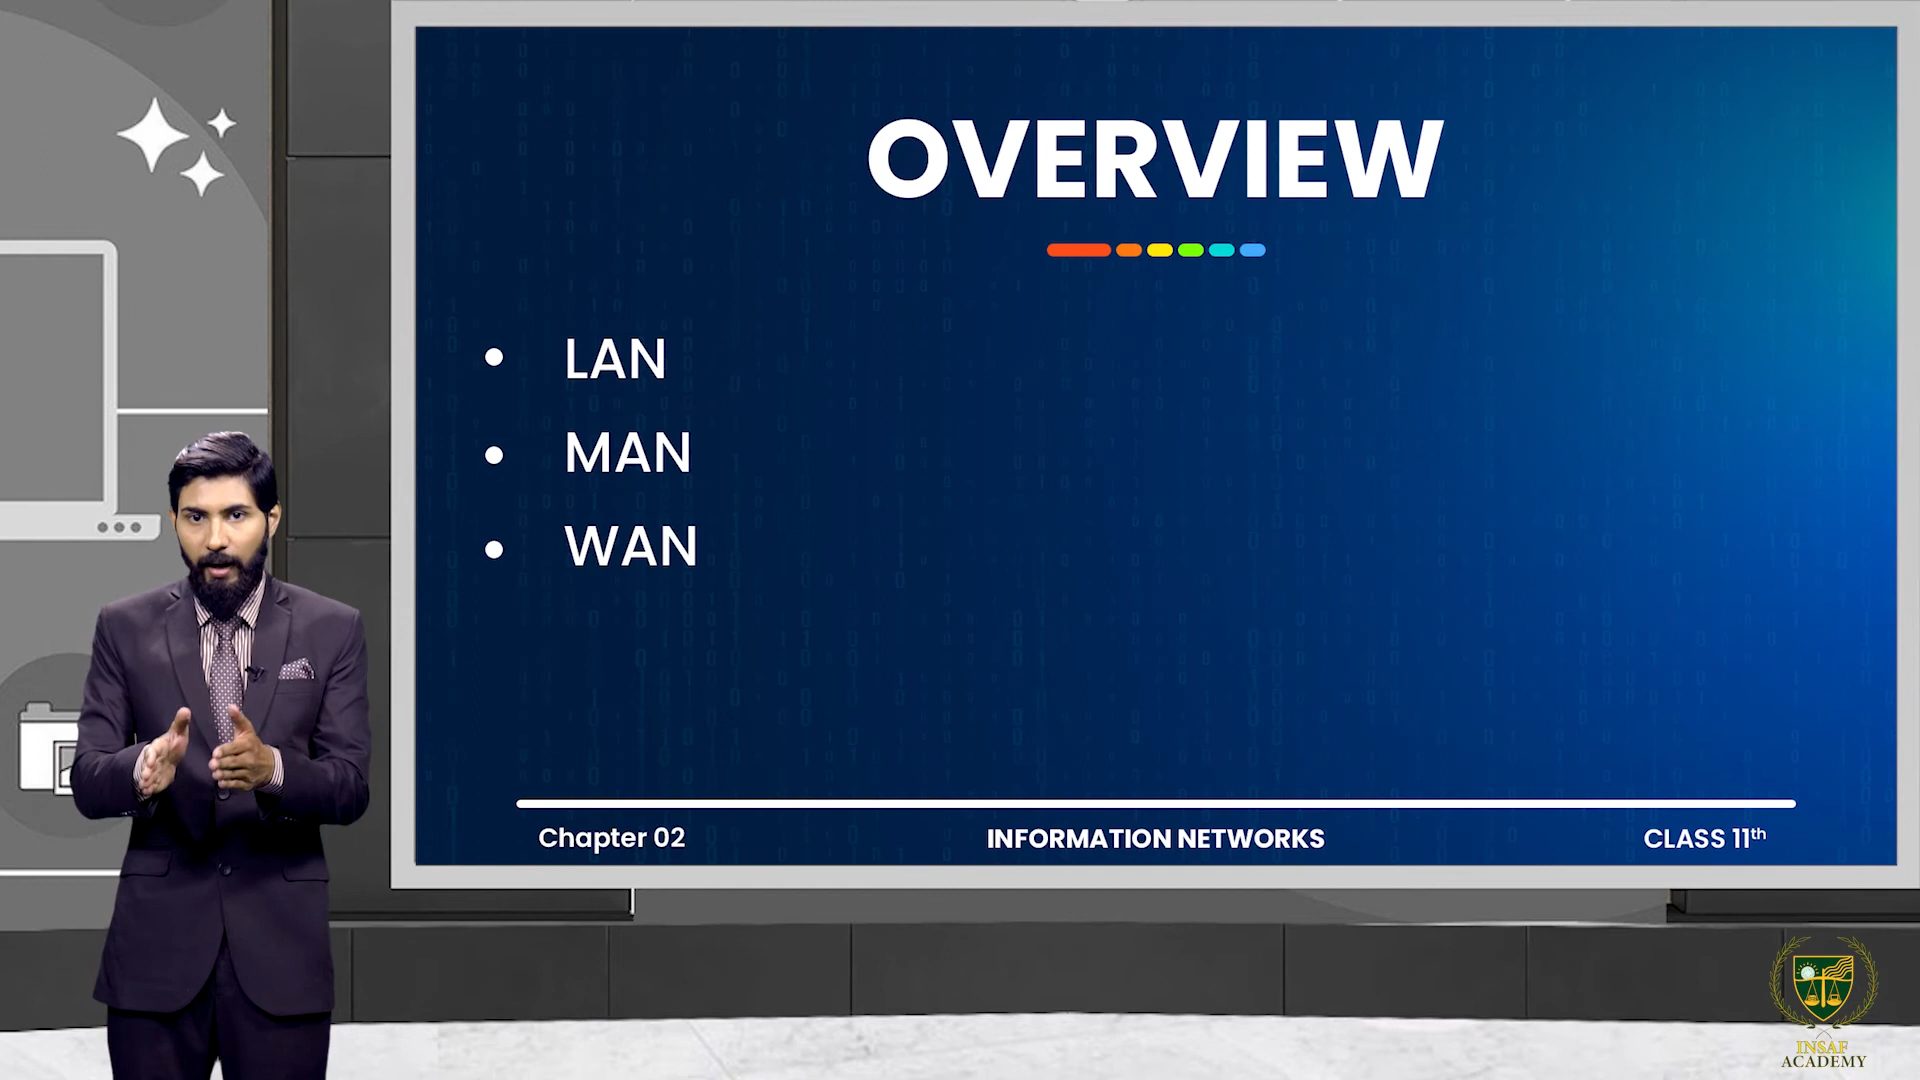 OVERVIEW
• LAN
• MAN
• WAN
Chapter 02
INFORMATION NETWORKS
CLASS 11th
INSAF
ACADEMY